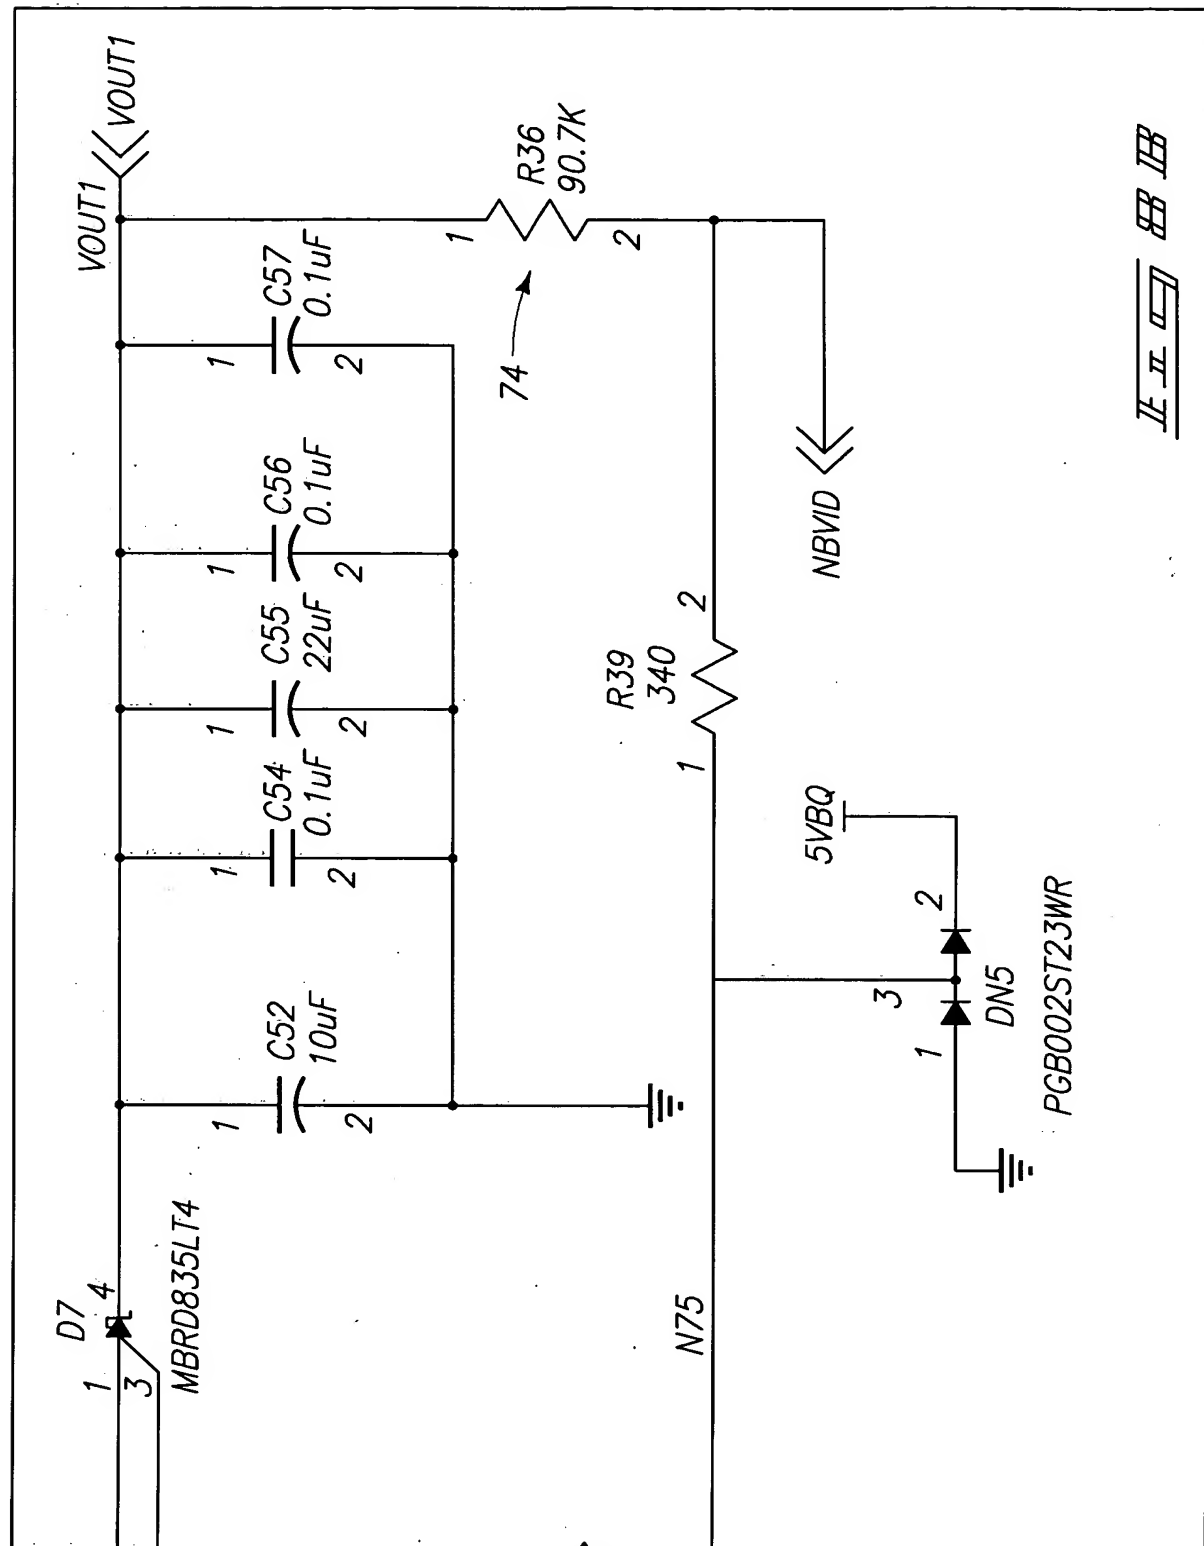 VOUT1
VOUT1
D7
1
4
3
MBRD835LT4
1
C52
10uF
2
1
C54
0.1uF
2
1
C55
22uF
2
1
C56
0.1uF
2
1
C57
0.1uF
2
1
R36
90.7K
2
74
N75
1
R39
340
2
NBVID
5VBQ
1
3
2
DN5
PGB002ST23WR
FIG 8B